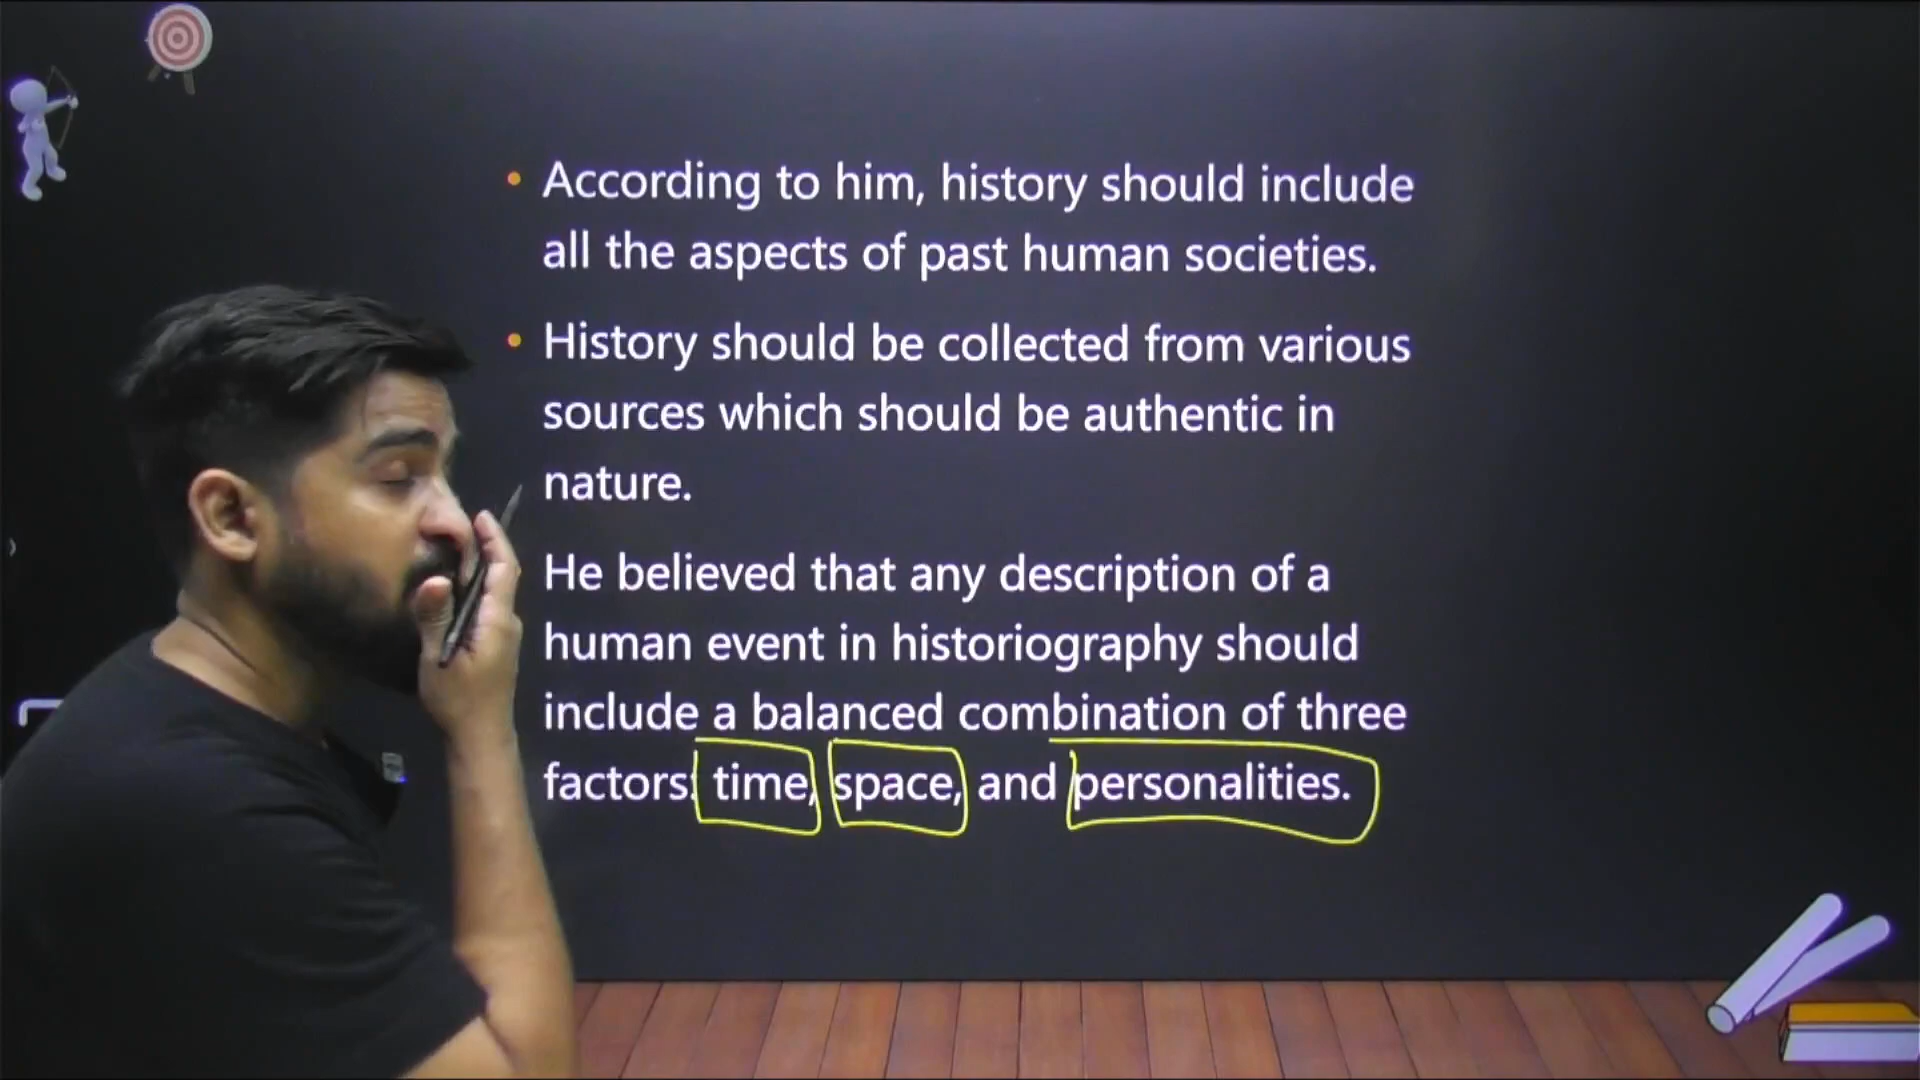 According to him, history should include
all the aspects of past human societies.
History should be collected from various
sources which should be authentic in
nature.
He believed that any description of a
human event in historiography should
include a balanced combination of three
factors: time, space, and personalities.